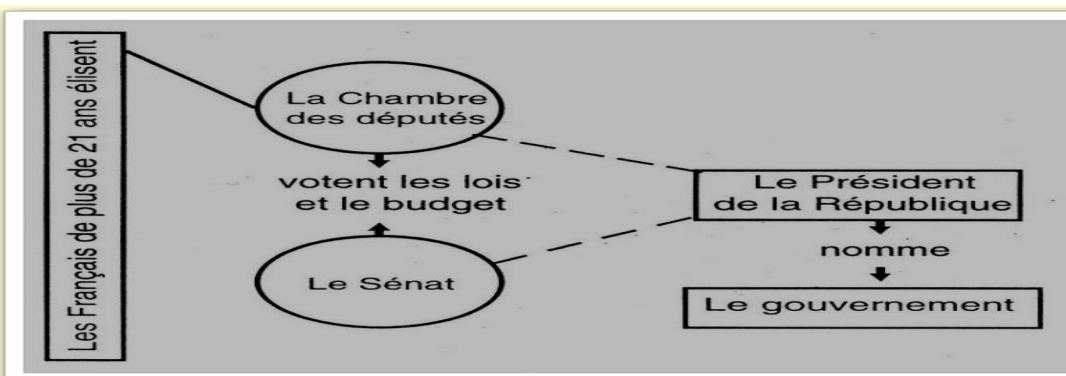 Les Français de plus de 21 ans élisent
La Chambre
des députés
votent les lois
et le budget
Le Sénat
Le Président
de la République
nomme
Le gouvernement